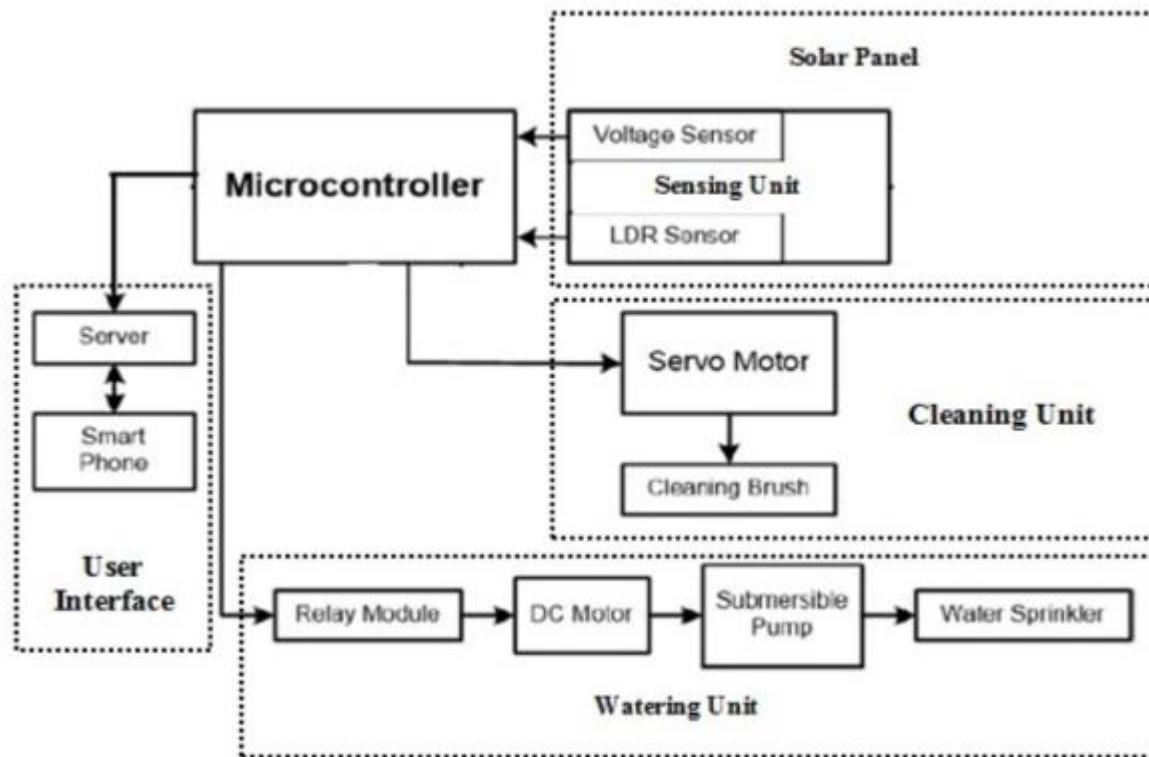 Solar Panel
Voltage Sensor
Microcontroller
Sensing Unit
LDR Sensor
Server
Servo Motor
Smart
Phone
Cleaning Unit
Cleaning Brush
User
Interface
Relay Module
DC Motor
Submersible
Pump
Water Sprinkler
Watering Unit